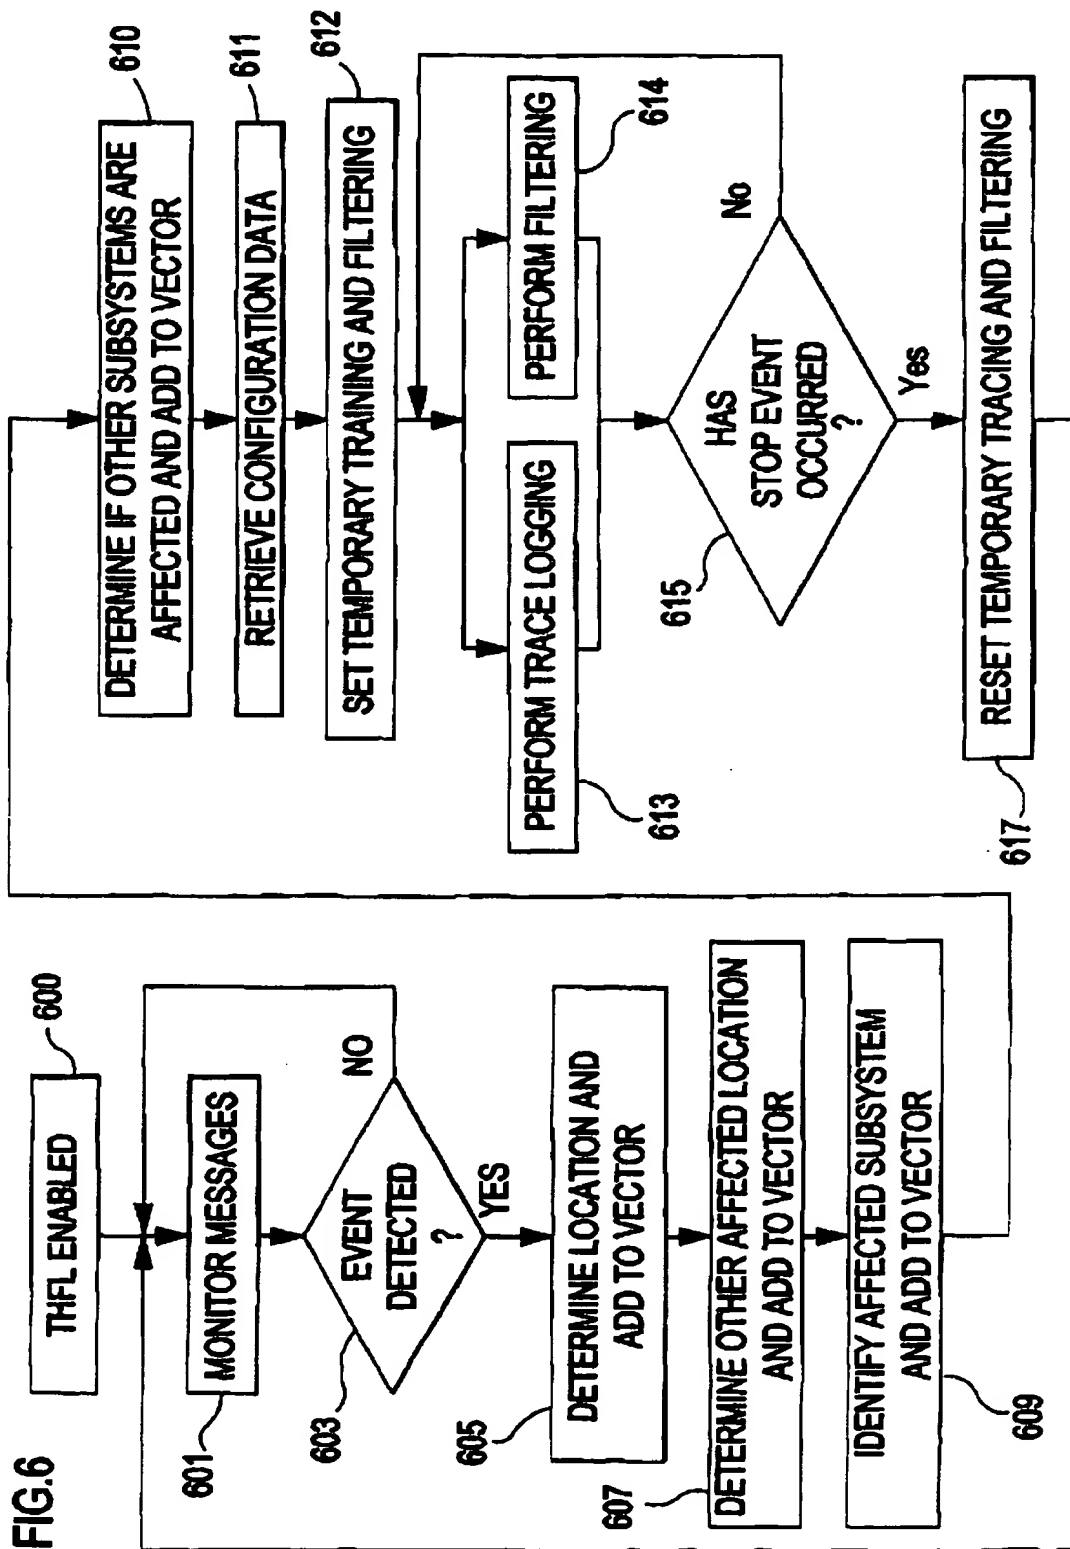 FIG.6
THFL ENABLED
600
MONITOR MESSAGES
601
EVENT
DETECTED
?
603
NO
YES
DETERMINE LOCATION AND
ADD TO VECTOR
605
DETERMINE OTHER AFFECTED LOCATION
AND ADD TO VECTOR
607
IDENTIFY AFFECTED SUBSYSTEM
AND ADD TO VECTOR
609
DETERMINE IF OTHER SUBSYSTEMS ARE
AFFECTED AND ADD TO VECTOR
610
RETRIEVE CONFIGURATION DATA
611
SET TEMPORARY TRAINING AND FILTERING
612
PERFORM TRACE LOGGING
613
PERFORM FILTERING
614
HAS
STOP EVENT
OCCURRED
?
615
No
Yes
RESET TEMPORARY TRACING AND FILTERING
617